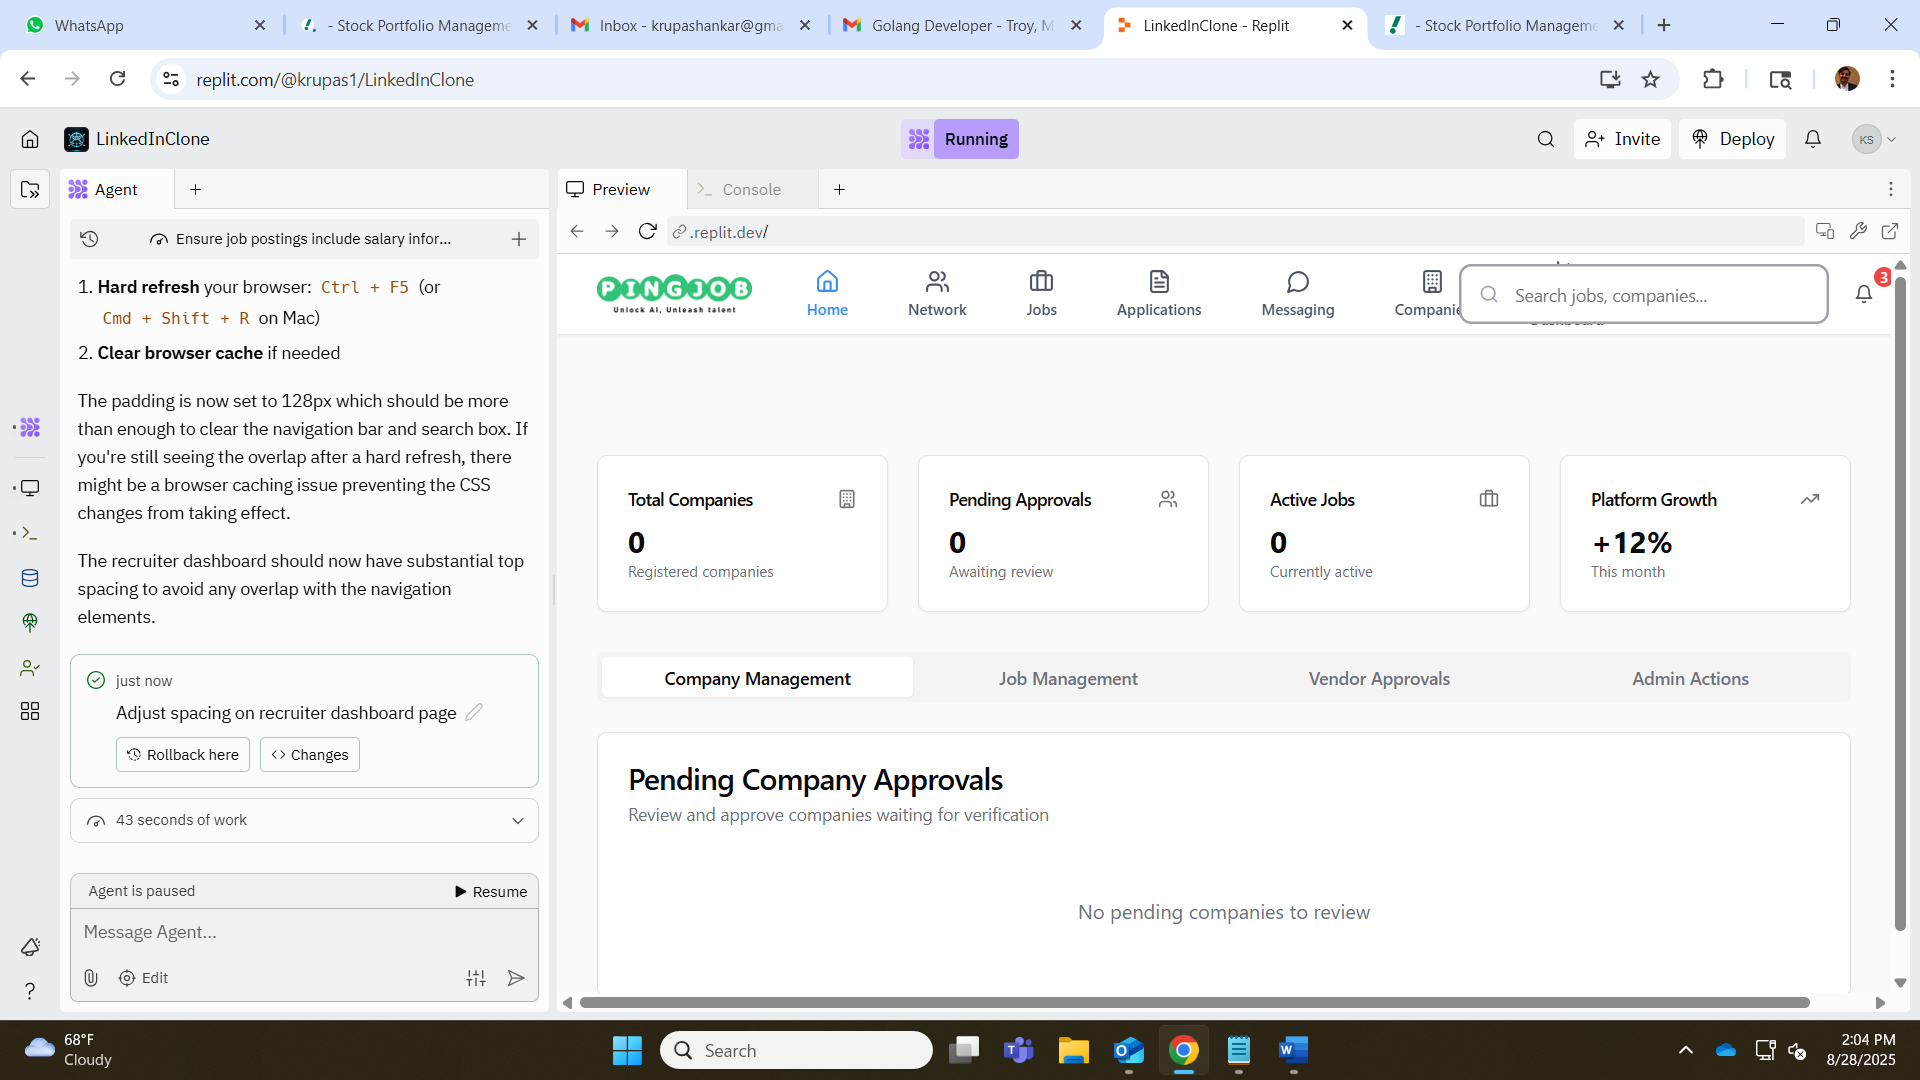 WhatsApp
- Stock Portfolio Manageme
Inbox - krupashankar@gma
Golang Developer - Troy, M
LinkedInClone - Replit
- Stock Portfolio Manageme
replit.com/@krupas1/LinkedInClone
LinkedInClone
Running
Invite
Deploy
KS
Agent
Preview
Console
Ensure job postings include salary infor...
.replit.dev/
1. Hard refresh your browser: Ctrl + F5 (or
Cmd + Shift + R on Mac)
2. Clear browser cache if needed
The padding is now set to 128px which should be more
than enough to clear the navigation bar and search box. If
you're still seeing the overlap after a hard refresh, there
might be a browser caching issue preventing the CSS
changes from taking effect.
The recruiter dashboard should now have substantial top
spacing to avoid any overlap with the navigation
elements.
just now
Adjust spacing on recruiter dashboard page
Rollback here
Changes
43 seconds of work
Agent is paused
Resume
Message Agent...
Edit
PINGJOB
Unlock AI, Unleash talent
Home
Network
Jobs
Applications
Messaging
Companie
Search jobs, companies...
3
Total Companies
0
Registered companies
Pending Approvals
0
Awaiting review
Active Jobs
0
Currently active
Platform Growth
+12%
This month
Company Management
Job Management
Vendor Approvals
Admin Actions
Pending Company Approvals
Review and approve companies waiting for verification
No pending companies to review
68°F
Cloudy
Search
2:04 PM
8/28/2025